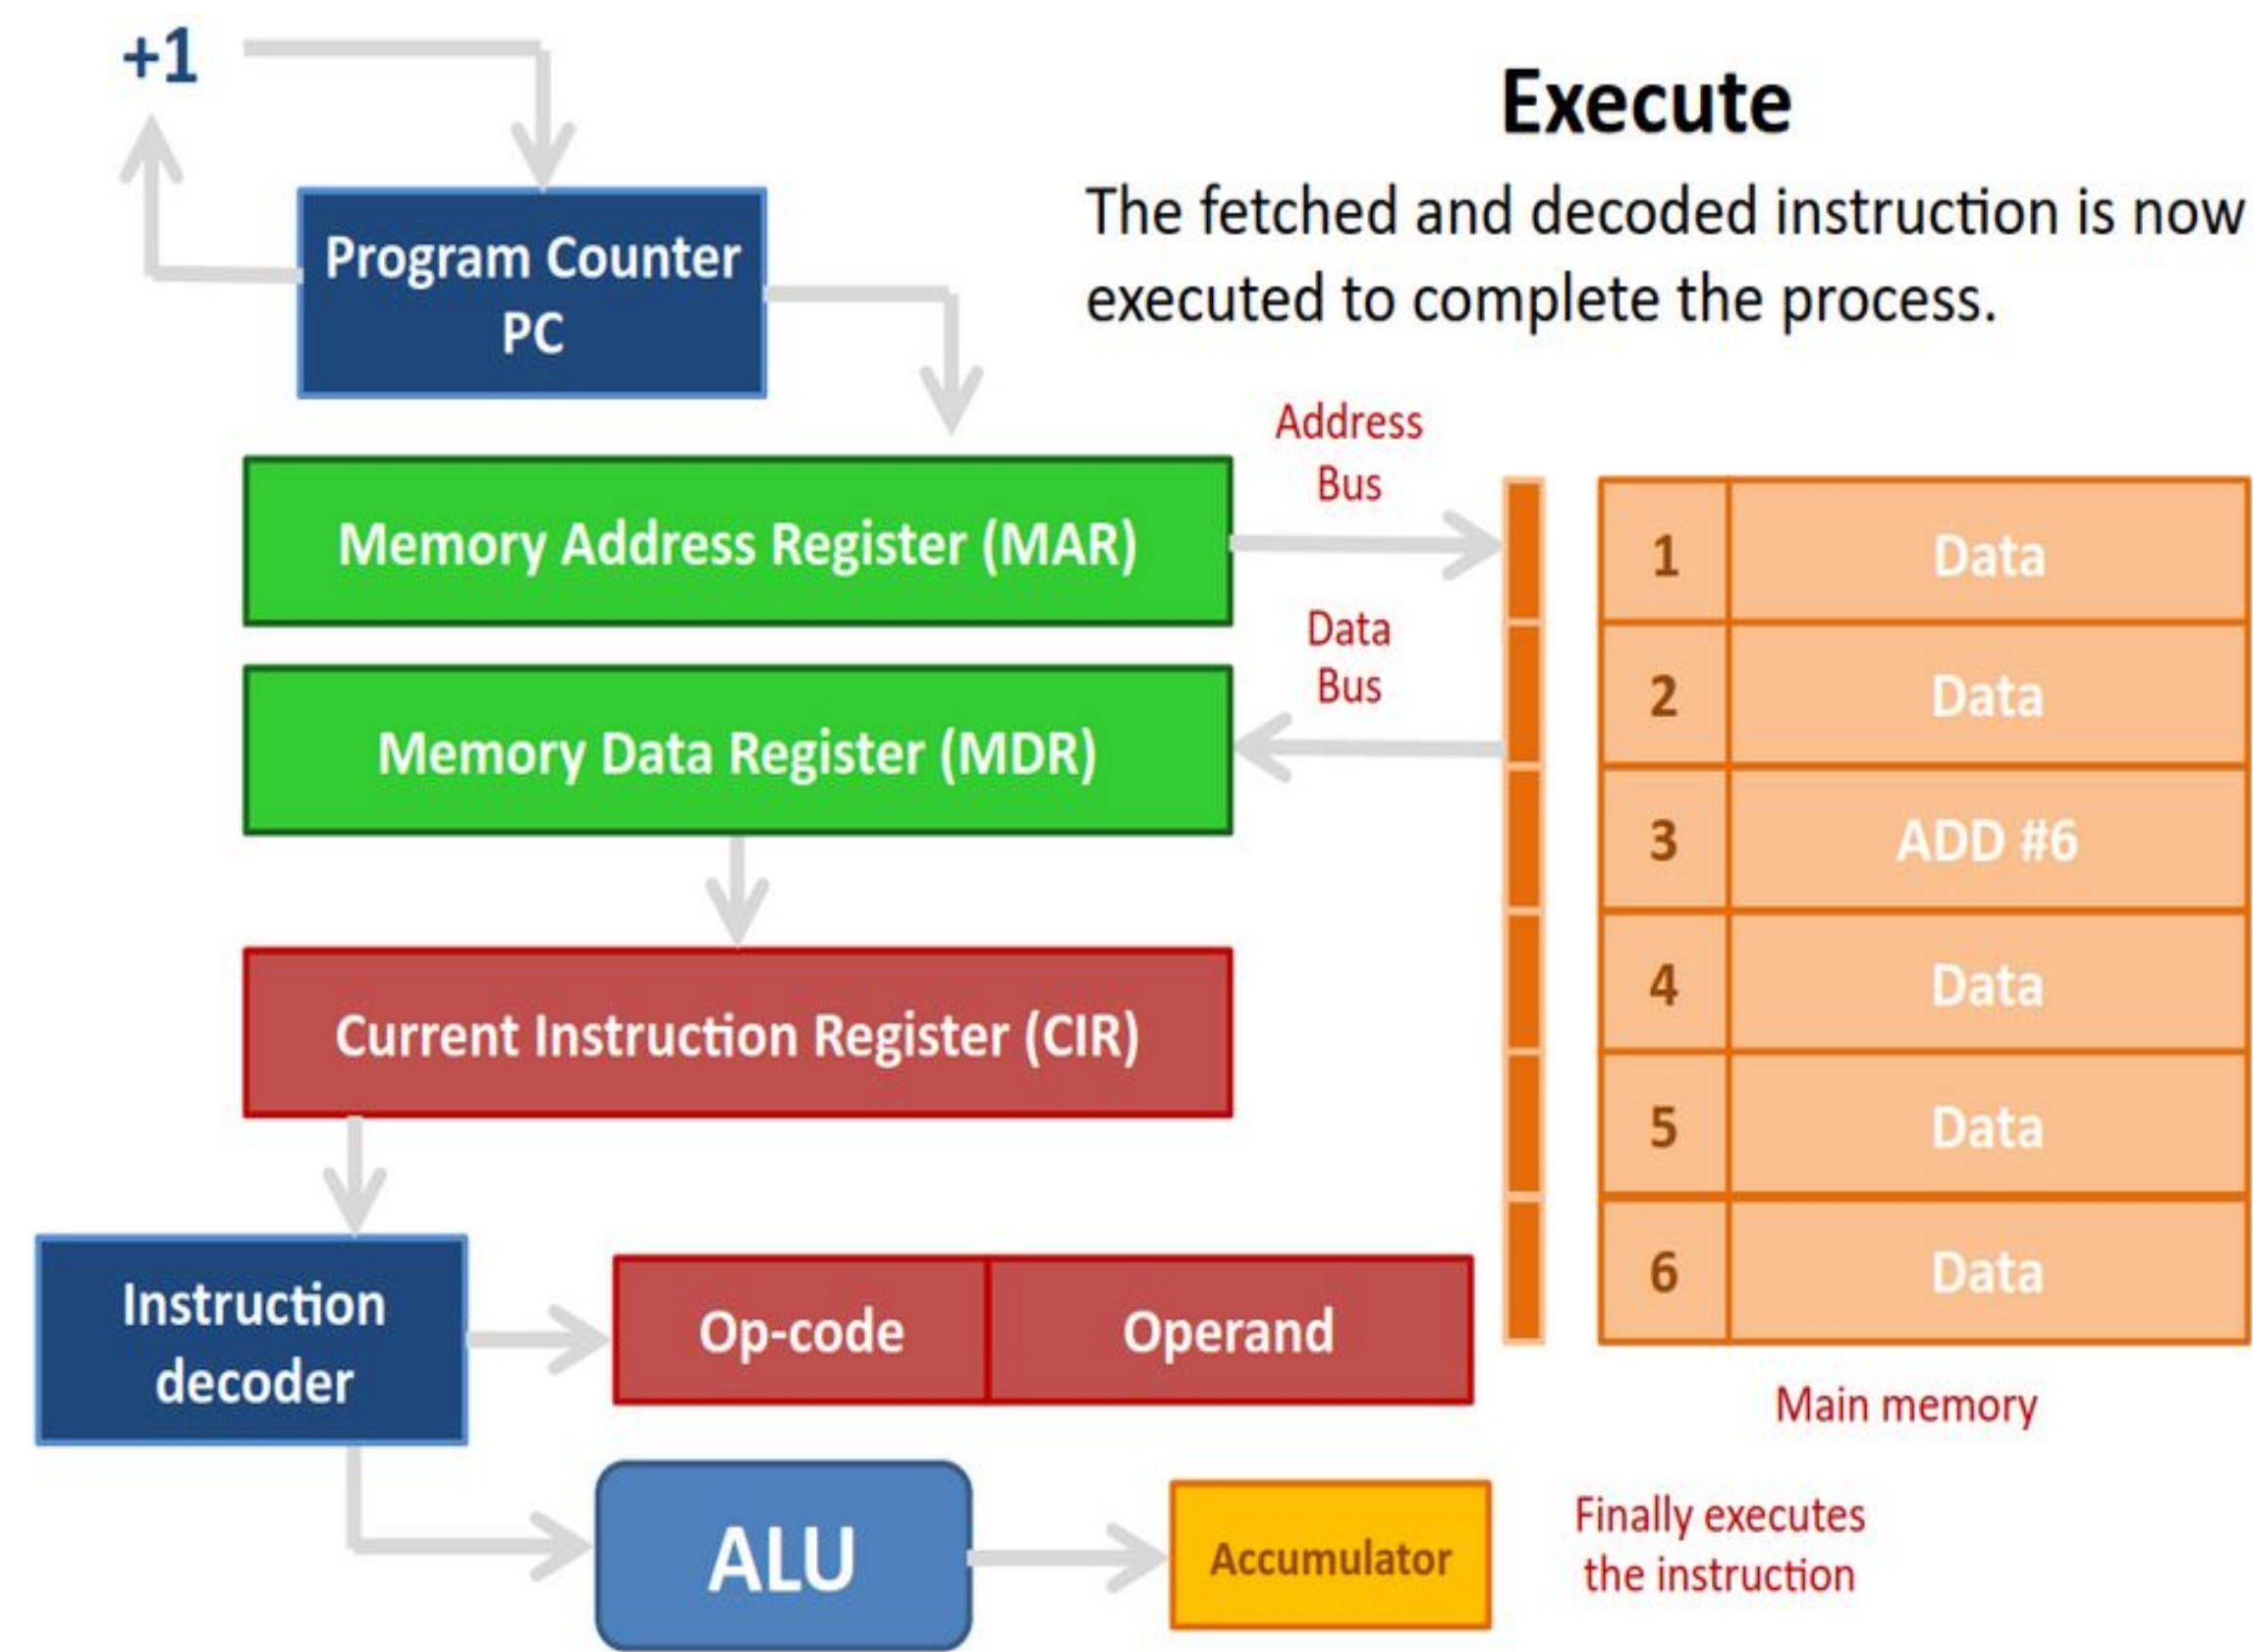 +1
Execute
The fetched and decoded instruction is now
executed to complete the process.
Program Counter
PC
Address
Bus
Memory Address Register (MAR)
Data
Bus
Memory Data Register (MDR)
Current Instruction Register (CIR)
1 Data
2 Data
3 ADD #6
4 Data
5 Data
6 Data
Main memory
Instruction
decoder
Op-code Operand
ALU
Accumulator
Finally executes
the instruction